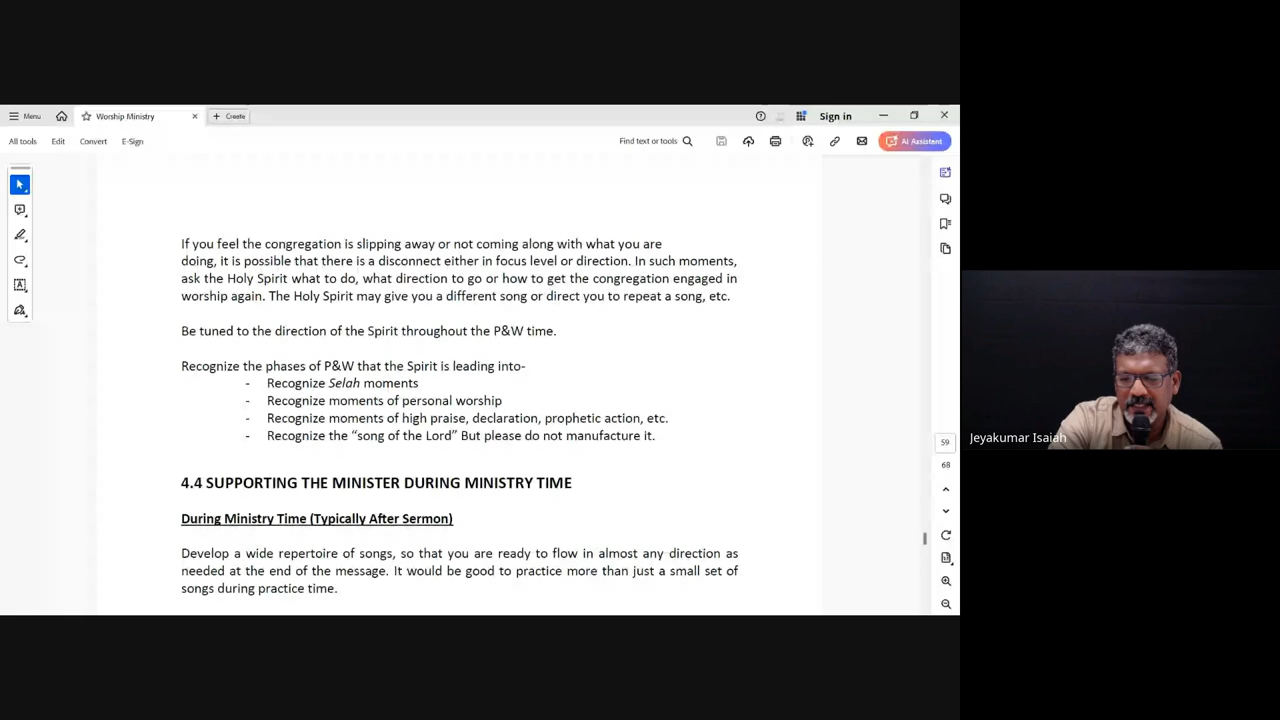 Menu
Worship Ministry
Create
Sign in
All tools
Edit
Convert
E-Sign
Find text or tools
AI Assistant
If you feel the congregation is slipping away or not coming along with what you are
doing, it is possible that there is a disconnect either in focus level or direction. In such moments,
ask the Holy Spirit what to do, what direction to go or how to get the congregation engaged in
worship again. The Holy Spirit may give you a different song or direct you to repeat a song, etc.
Be tuned to the direction of the Spirit throughout the P&W time.
Recognize the phases of P&W that the Spirit is leading into-
- Recognize Selah moments
- Recognize moments of personal worship
- Recognize moments of high praise, declaration, prophetic action, etc.
- Recognize the “song of the Lord” But please do not manufacture it.
59
68
4.4 SUPPORTING THE MINISTER DURING MINISTRY TIME
During Ministry Time (Typically After Sermon)
Develop a wide repertoire of songs, so that you are ready to flow in almost any direction as
needed at the end of the message. It would be good to practice more than just a small set of
songs during practice time.
Jeyakumar Isaiah